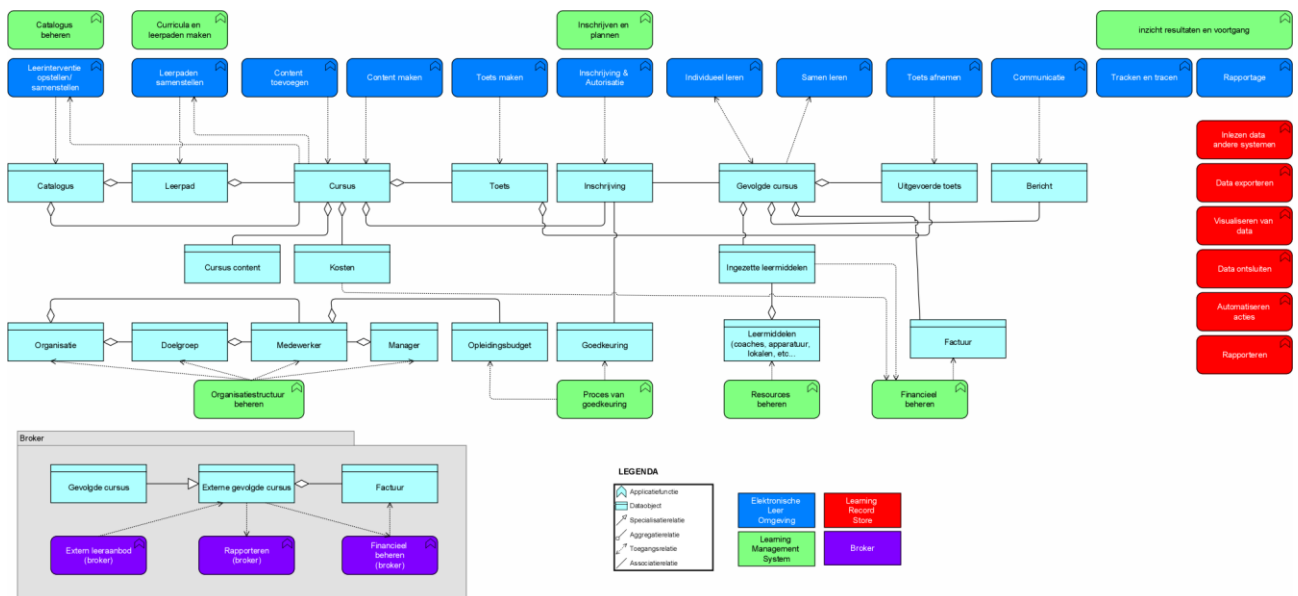 Catalogus
beheren
Curricula en
leerpaden maken
Inschrijven en
plannen
inzicht resultaten en voortgang
Leerinterventie
opstellen/
samenstellen
Leerpaden
samenstellen
Content
toevoegen
Content maken
Toets maken
Inschrijving &
Autorisatie
Individueel leren
Samen leren
Toets afnemen
Communicatie
Tracken en tracen
Rapportage
Inlezen data
andere systemen
Data exporteren
Visualiseren van
data
Data ontsluiten
Automatiseren
acties
Rapporteren
Catalogus
Leerpad
Cursus
Toets
Inschrijving
Gevolgde cursus
Uitgevoerde toets
Bericht
Cursus content
Kosten
Ingezette leermiddelen
Organisatie
Doelgroep
Medewerker
Manager
Opleidingsbudget
Goedkeuring
Leermiddelen
(coaches, apparatuur,
lokalen, etc...
Factuur
Organisatiestructuur
beheren
Proces van
goedkeuring
Resources
beheren
Financieel
beheren
Broker
Gevolgde cursus
Externe gevolgde cursus
Factuur
Extern leeraanbod
(broker)
Rapporteren
(broker)
Financieel
beheren (broker)
LEGENDA
Applicatiefunctie
Dataobject
Specialisatierelatie
Aggregatierelatie
Toegangsrelatie
Associatierelatie
Elektronische
Leer
Omgeving
Learning
Record
Store
Learning
Management
System
Broker